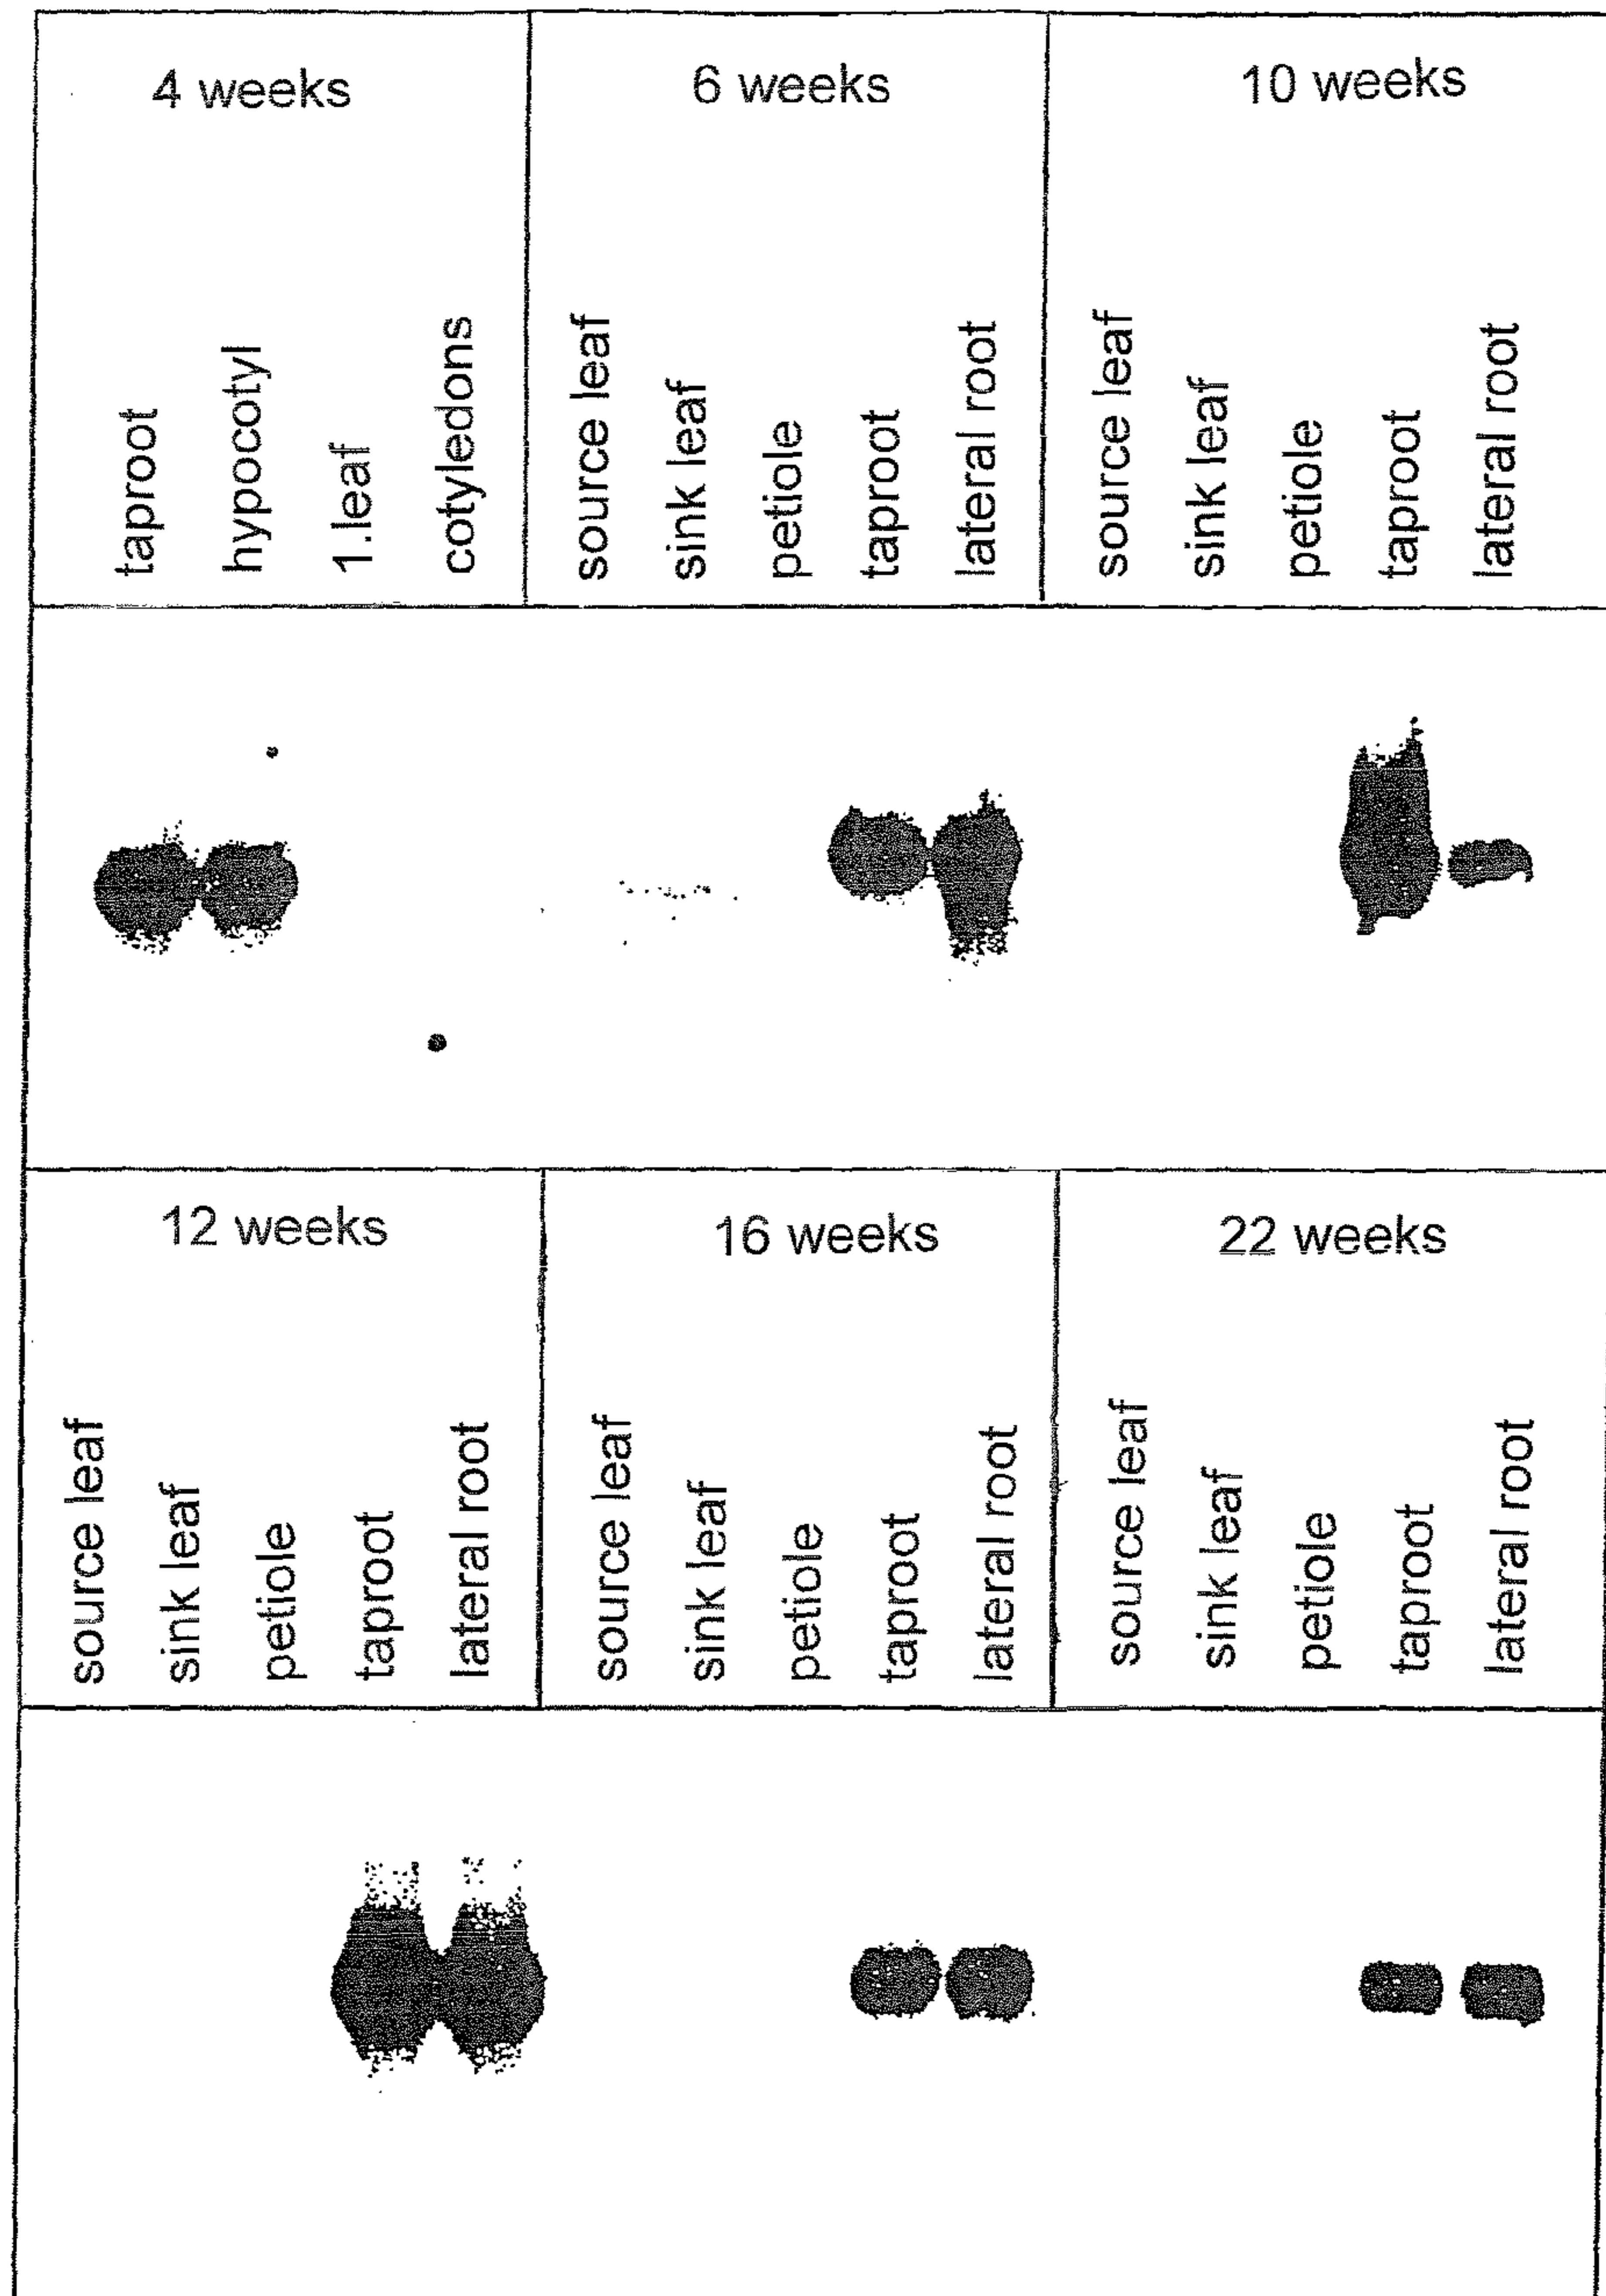 4 weeks
6 weeks
10 weeks
taproot
hypocotyl
1.leaf
cotyledons
source leaf
sink leaf
petiole
taproot
lateral root
source leaf
sink leaf
petiole
taproot
lateral root
12 weeks
16 weeks
22 weeks
source leaf
sink leaf
petiole
taproot
lateral root
source leaf
sink leaf
petiole
taproot
lateral root
source leaf
sink leaf
petiole
taproot
lateral root